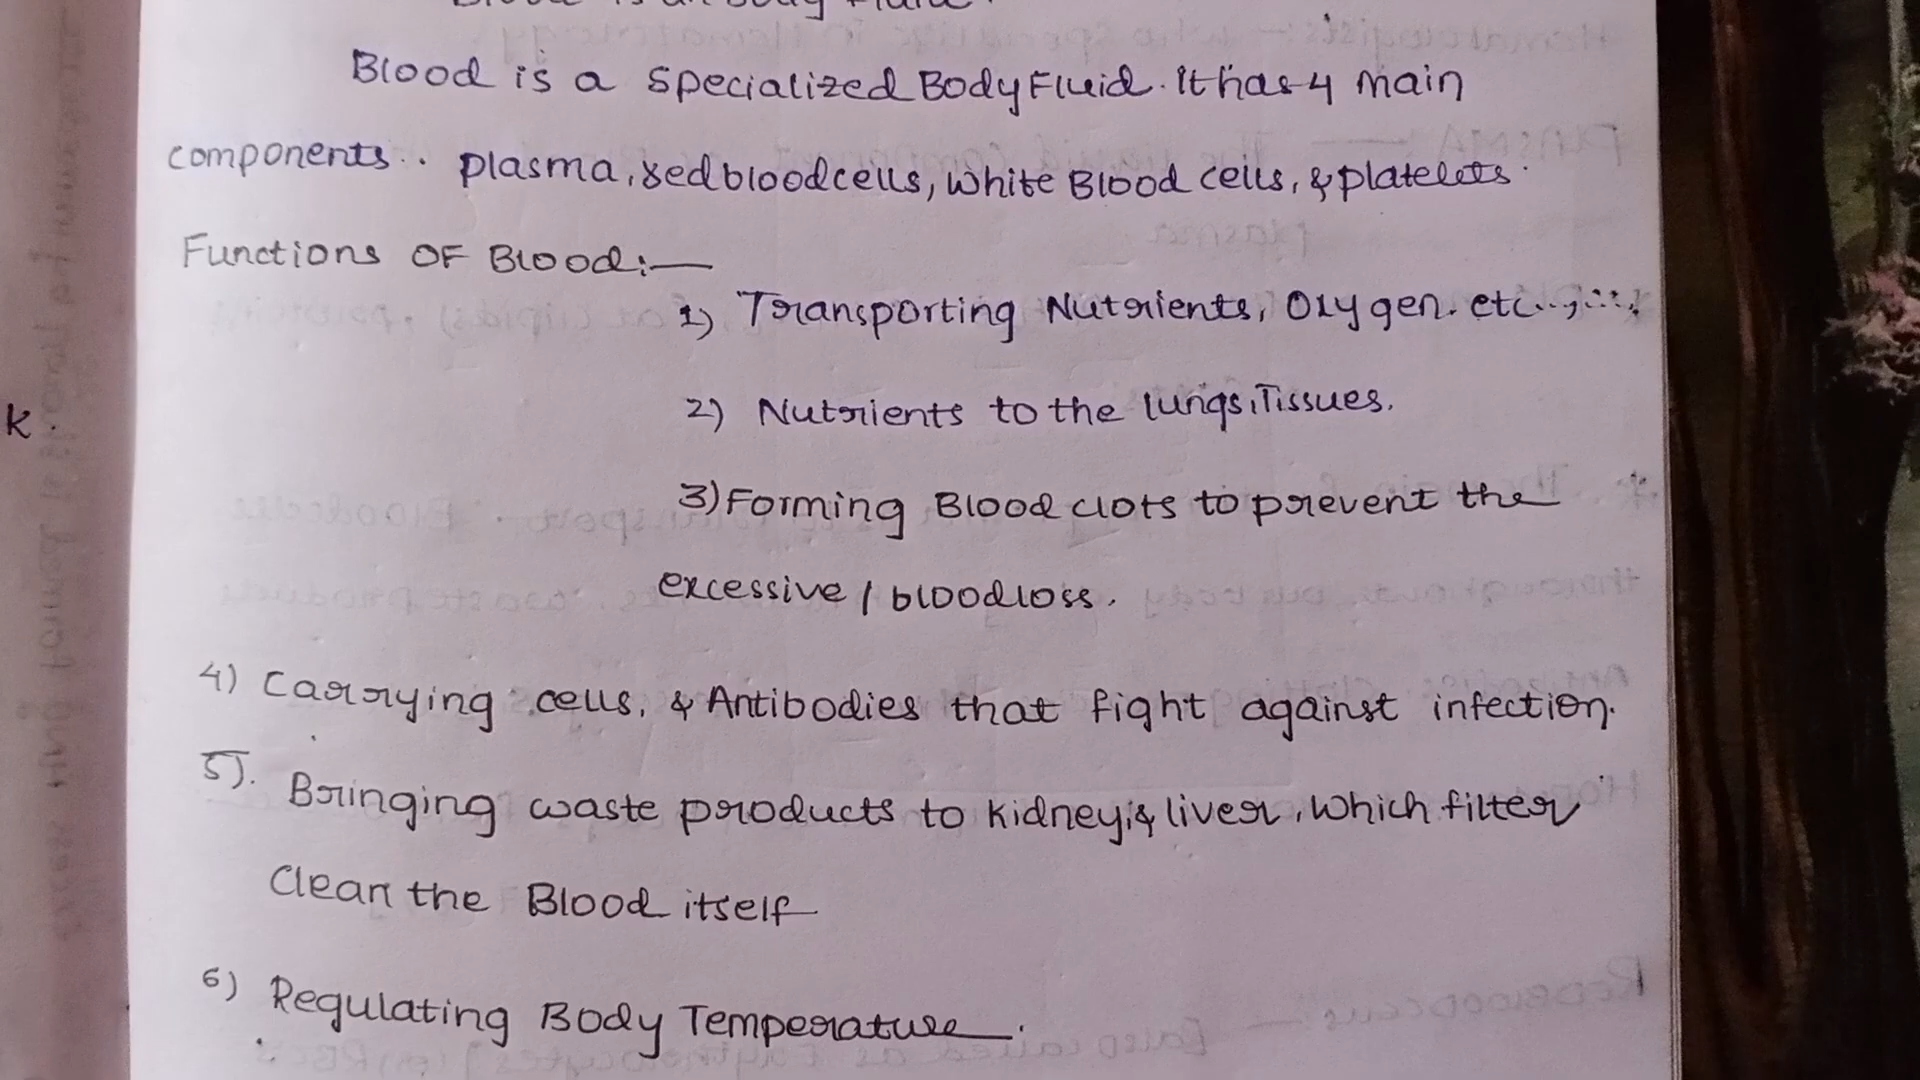 Blood is a specialized Body Fluid. It has 4 main
components.. plasma, red bloodcells, White Blood cells, & platelets.
Functions OF Blood:—
1) Transporting Nutrients, Oxygen. etc..,...,
2) Nutrients to the lungs, Tissues.
3) Forming Blood clots to prevent the
excessive / bloodloss.
4) Carrying cells, & Antibodies that fight against infection.
5). Bringing waste products to kidney,& liver, Which filter
Clean the Blood itself
6) Regulating Body Temperature.
k.